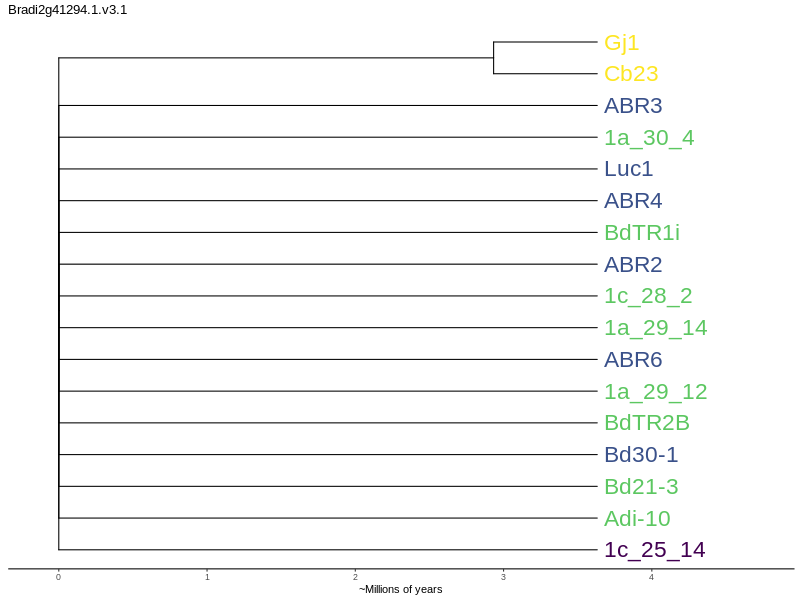 Bradi2g41294.1.v3.1
Gj1
Cb23
ABR3
1a_30_4
Luc1
ABR4
BdTR1i
ABR2
1c_28_2
1a_29_14
ABR6
1a_29_12
BdTR2B
Bd30-1
Bd21-3
Adi-10
1c_25_14
0 1 2 3 4
~Millions of years